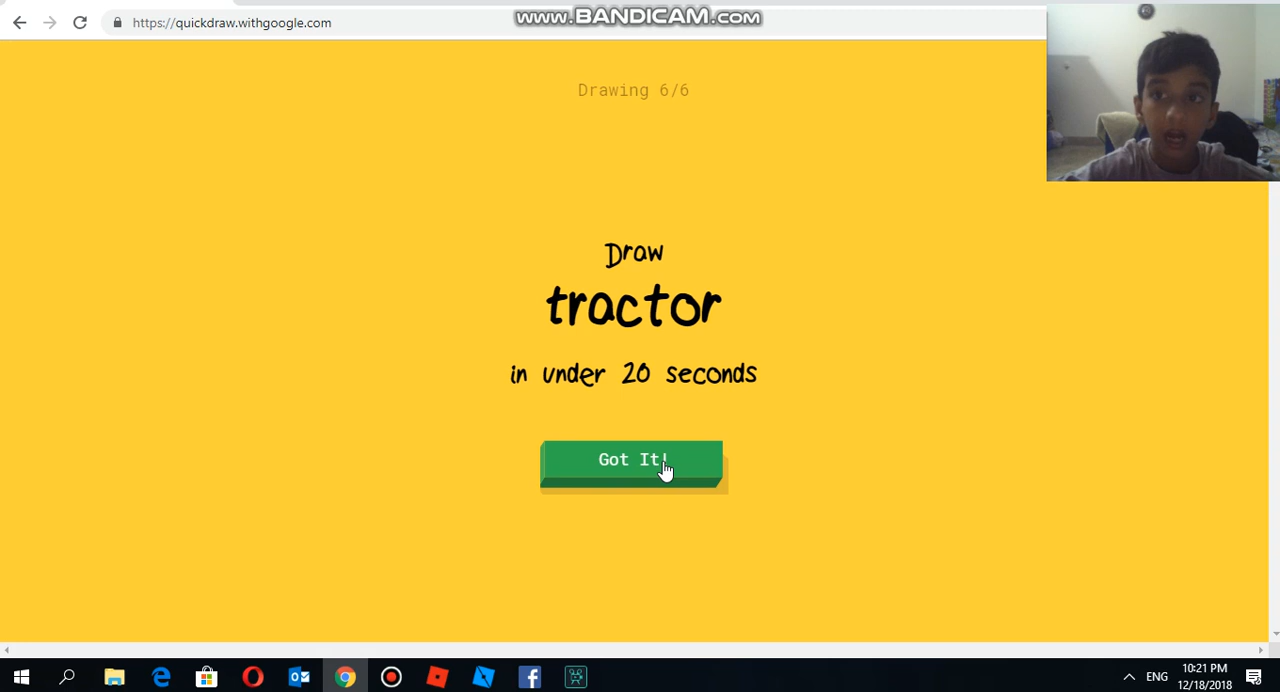 https://quickdraw.withgoogle.com
www.BANDICAM.com
Drawing 6/6
Draw
tractor
in under 20 seconds
Got It!
10:21 PM
ENG
12/18/2018